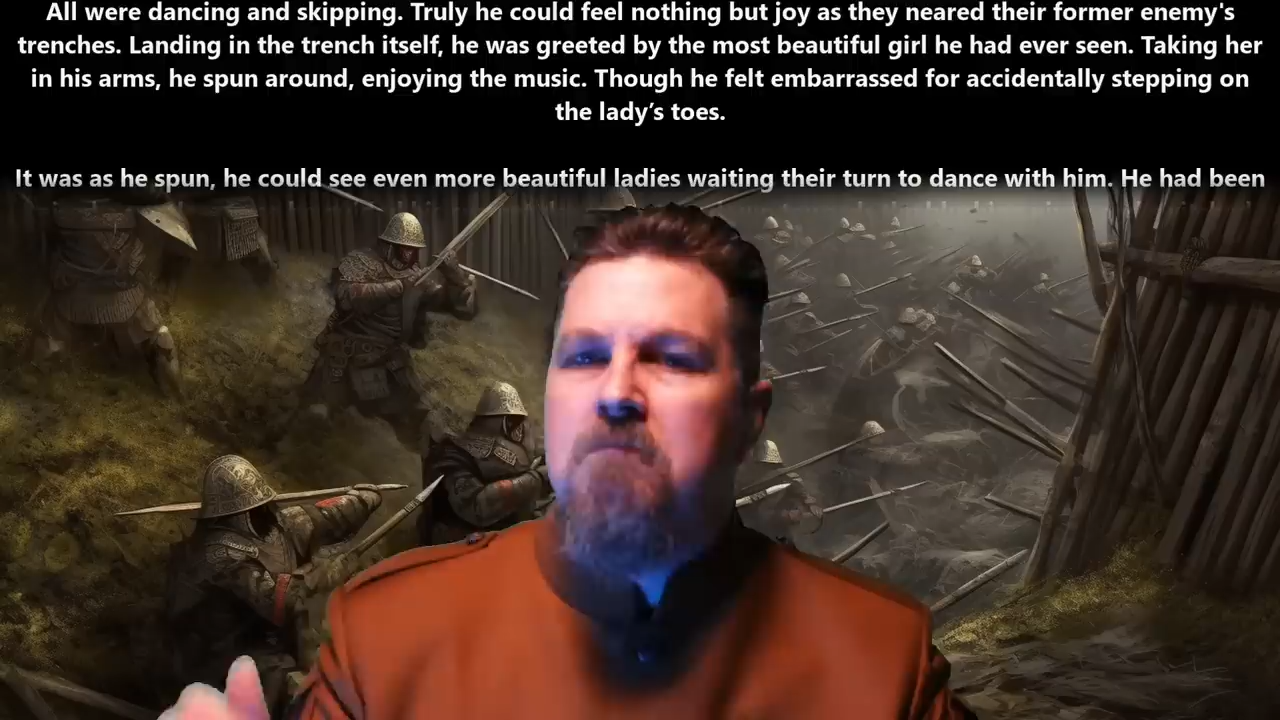 All were dancing and skipping. Truly he could feel nothing but joy as they neared their former enemy's
trenches. Landing in the trench itself, he was greeted by the most beautiful girl he had ever seen. Taking her
in his arms, he spun around, enjoying the music. Though he felt embarrassed for accidentally stepping on
the lady’s toes.
It was as he spun, he could see even more beautiful ladies waiting their turn to dance with him. He had been